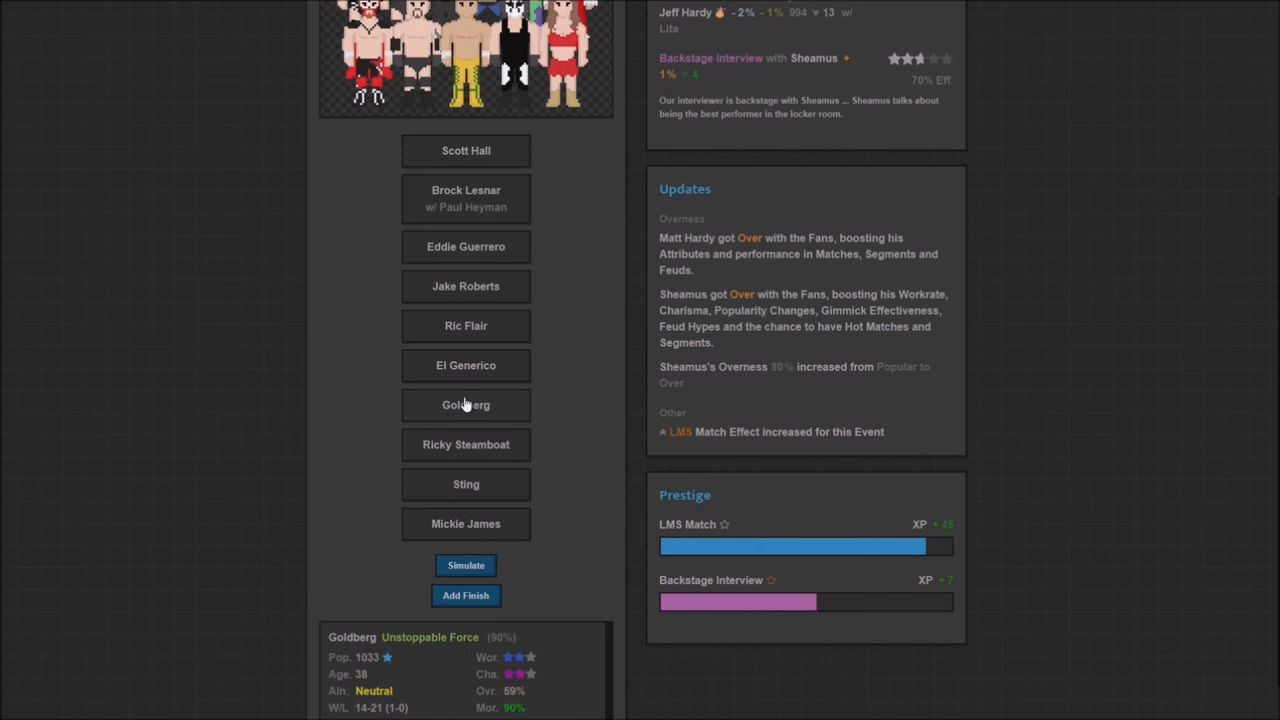 Scott Hall
Brock Lesnar
w/ Paul Heyman
Eddie Guerrero
Jake Roberts
Ric Flair
El Generico
Goldberg
Ricky Steamboat
Sting
Mickie James
Simulate
Add Finish
Goldberg Unstoppable Force (90%)
Pop. 1033
Wor.
Age. 38
Cha.
Aln. Neutral
Ovr. 59%
W/L 14-21 (1-0)
Mor. 90%
Jeff Hardy - 2% - 1% 994 13 w/
Lita
Backstage Interview with Sheamus +
1% 4
70% Eff.
Our interviewer is backstage with Sheamus ... Sheamus talks about
being the best performer in the locker room.
Updates
Overness
Matt Hardy got Over with the Fans, boosting his
Attributes and performance in Matches, Segments and
Feuds.
Sheamus got Over with the Fans, boosting his Workrate,
Charisma, Popularity Changes, Gimmick Effectiveness,
Feud Hypes and the chance to have Hot Matches and
Segments.
Sheamus's Overness 80% increased from Popular to
Over
Other
LMS Match Effect increased for this Event
Prestige
LMS Match XP + 45
Backstage Interview XP + 7